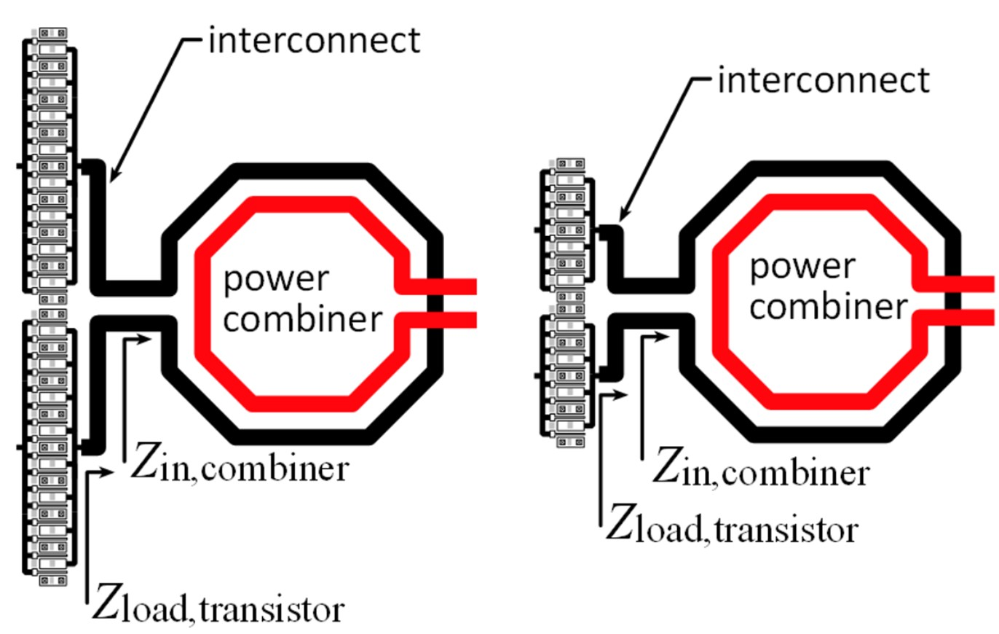 interconnect
power
combiner
Zin,combiner
Zload,transistor
interconnect
power
combiner
Zin,combiner
Zload,transistor